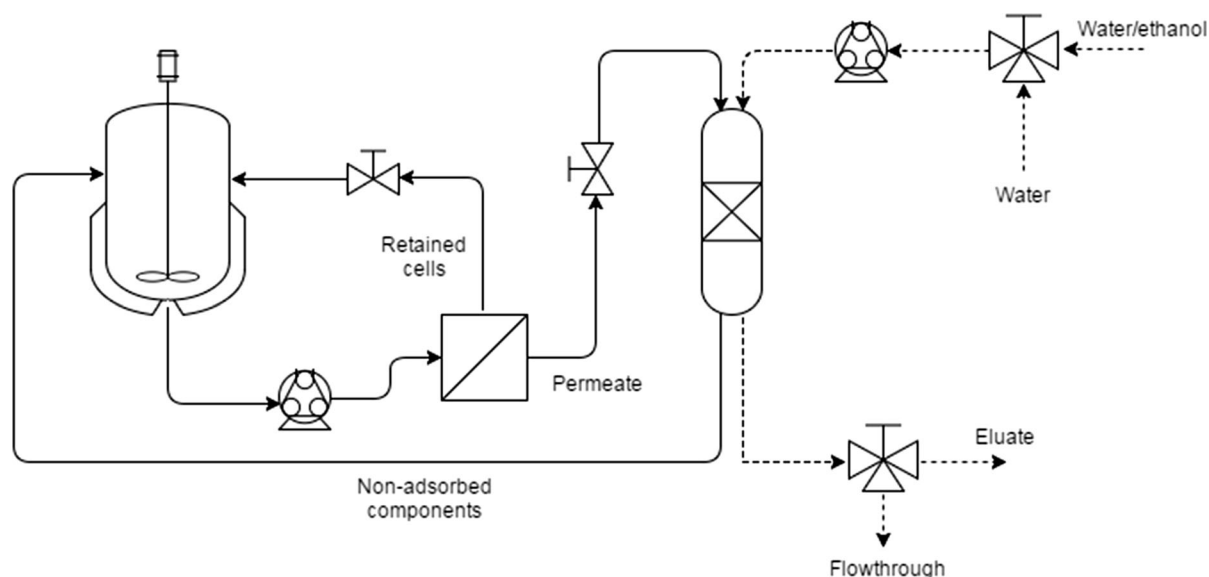 Water/ethanol
Water
Retained
cells
Permeate
Eluate
Non-adsorbed
components
Flowthrough